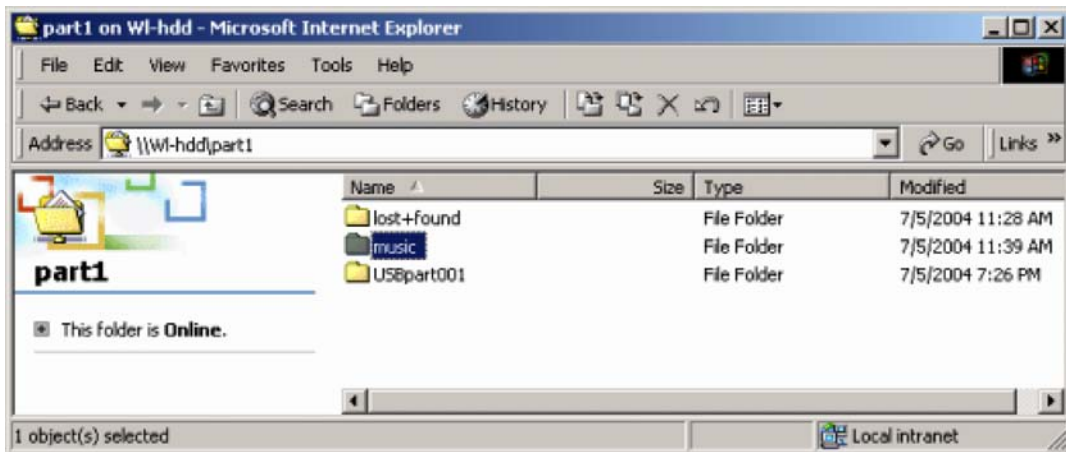 part1 on Wl-hdd - Microsoft Internet Explorer
File Edit View Favorites Tools Help
Back Search Folders History
Address \\Wl-hdd\part1 Go Links »
Name Size Type Modified
lost+found File Folder 7/5/2004 11:28 AM
music File Folder 7/5/2004 11:39 AM
part1
USBpart001 File Folder 7/5/2004 7:26 PM
This folder is Online.
1 object(s) selected Local intranet